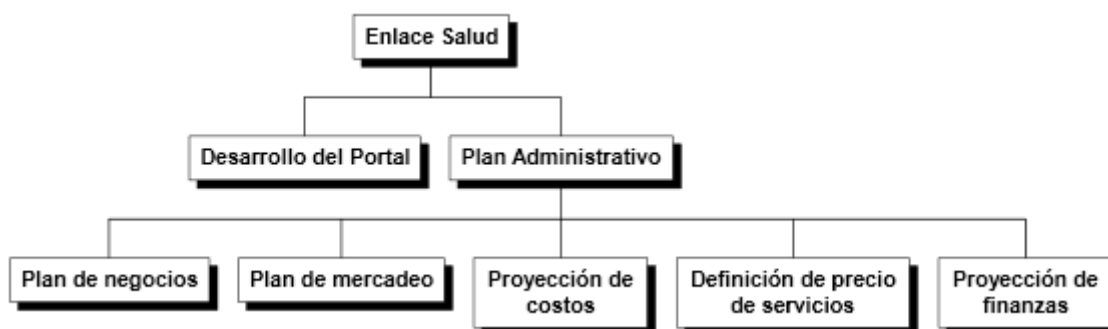 Enlace Salud
Desarrollo del Portal
Plan Administrativo
Plan de negocios
Plan de mercadeo
Proyección de
costos
Definición de precio
de servicios
Proyección de
finanzas